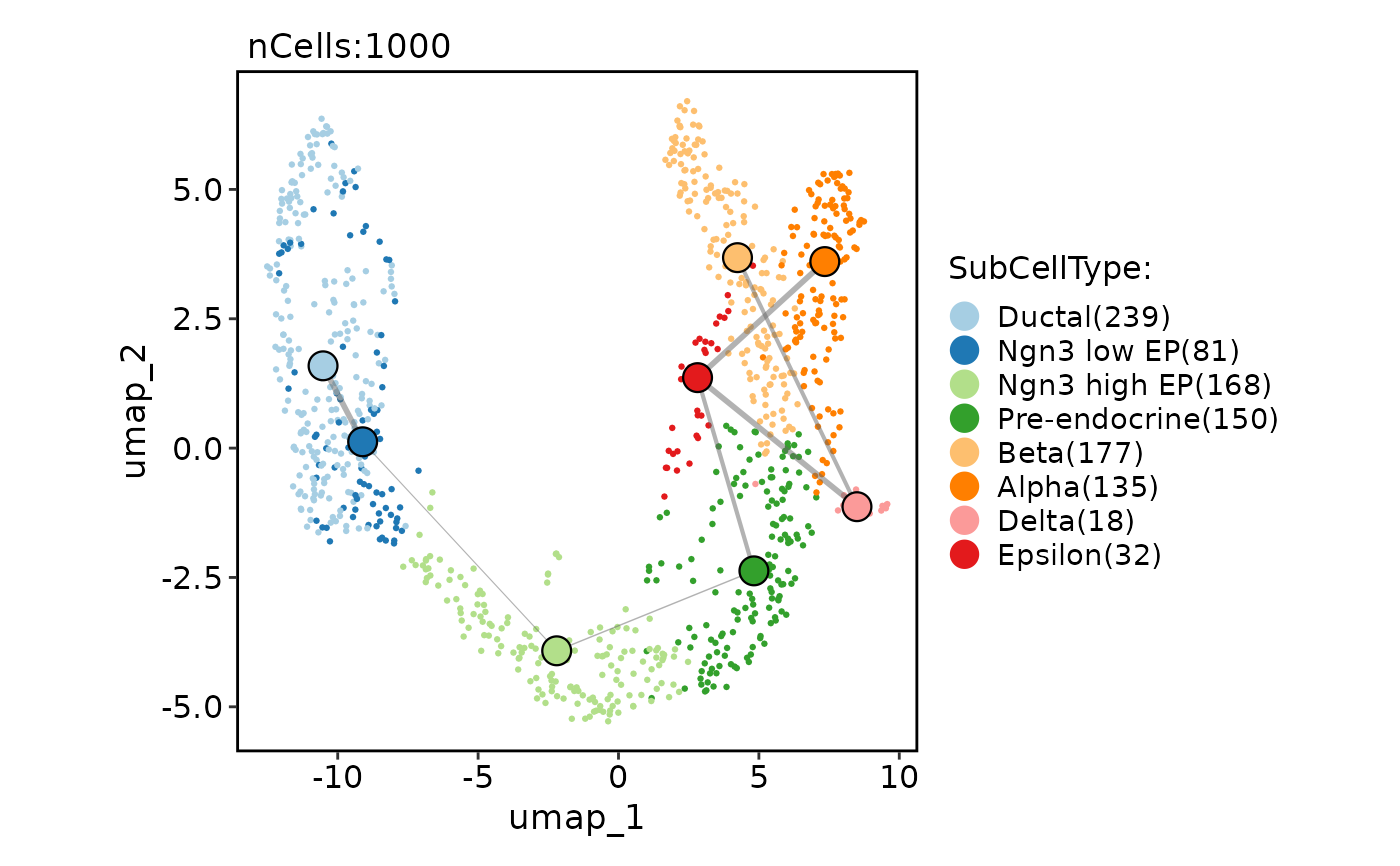 nCells:1000
umap_2
5.0
2.5
0.0
-2.5
-5.0
-10
-5
0
5
10
umap_1
SubCellType:
Ductal(239)
Ngn3 low EP(81)
Ngn3 high EP(168)
Pre-endocrine(150)
Beta(177)
Alpha(135)
Delta(18)
Epsilon(32)